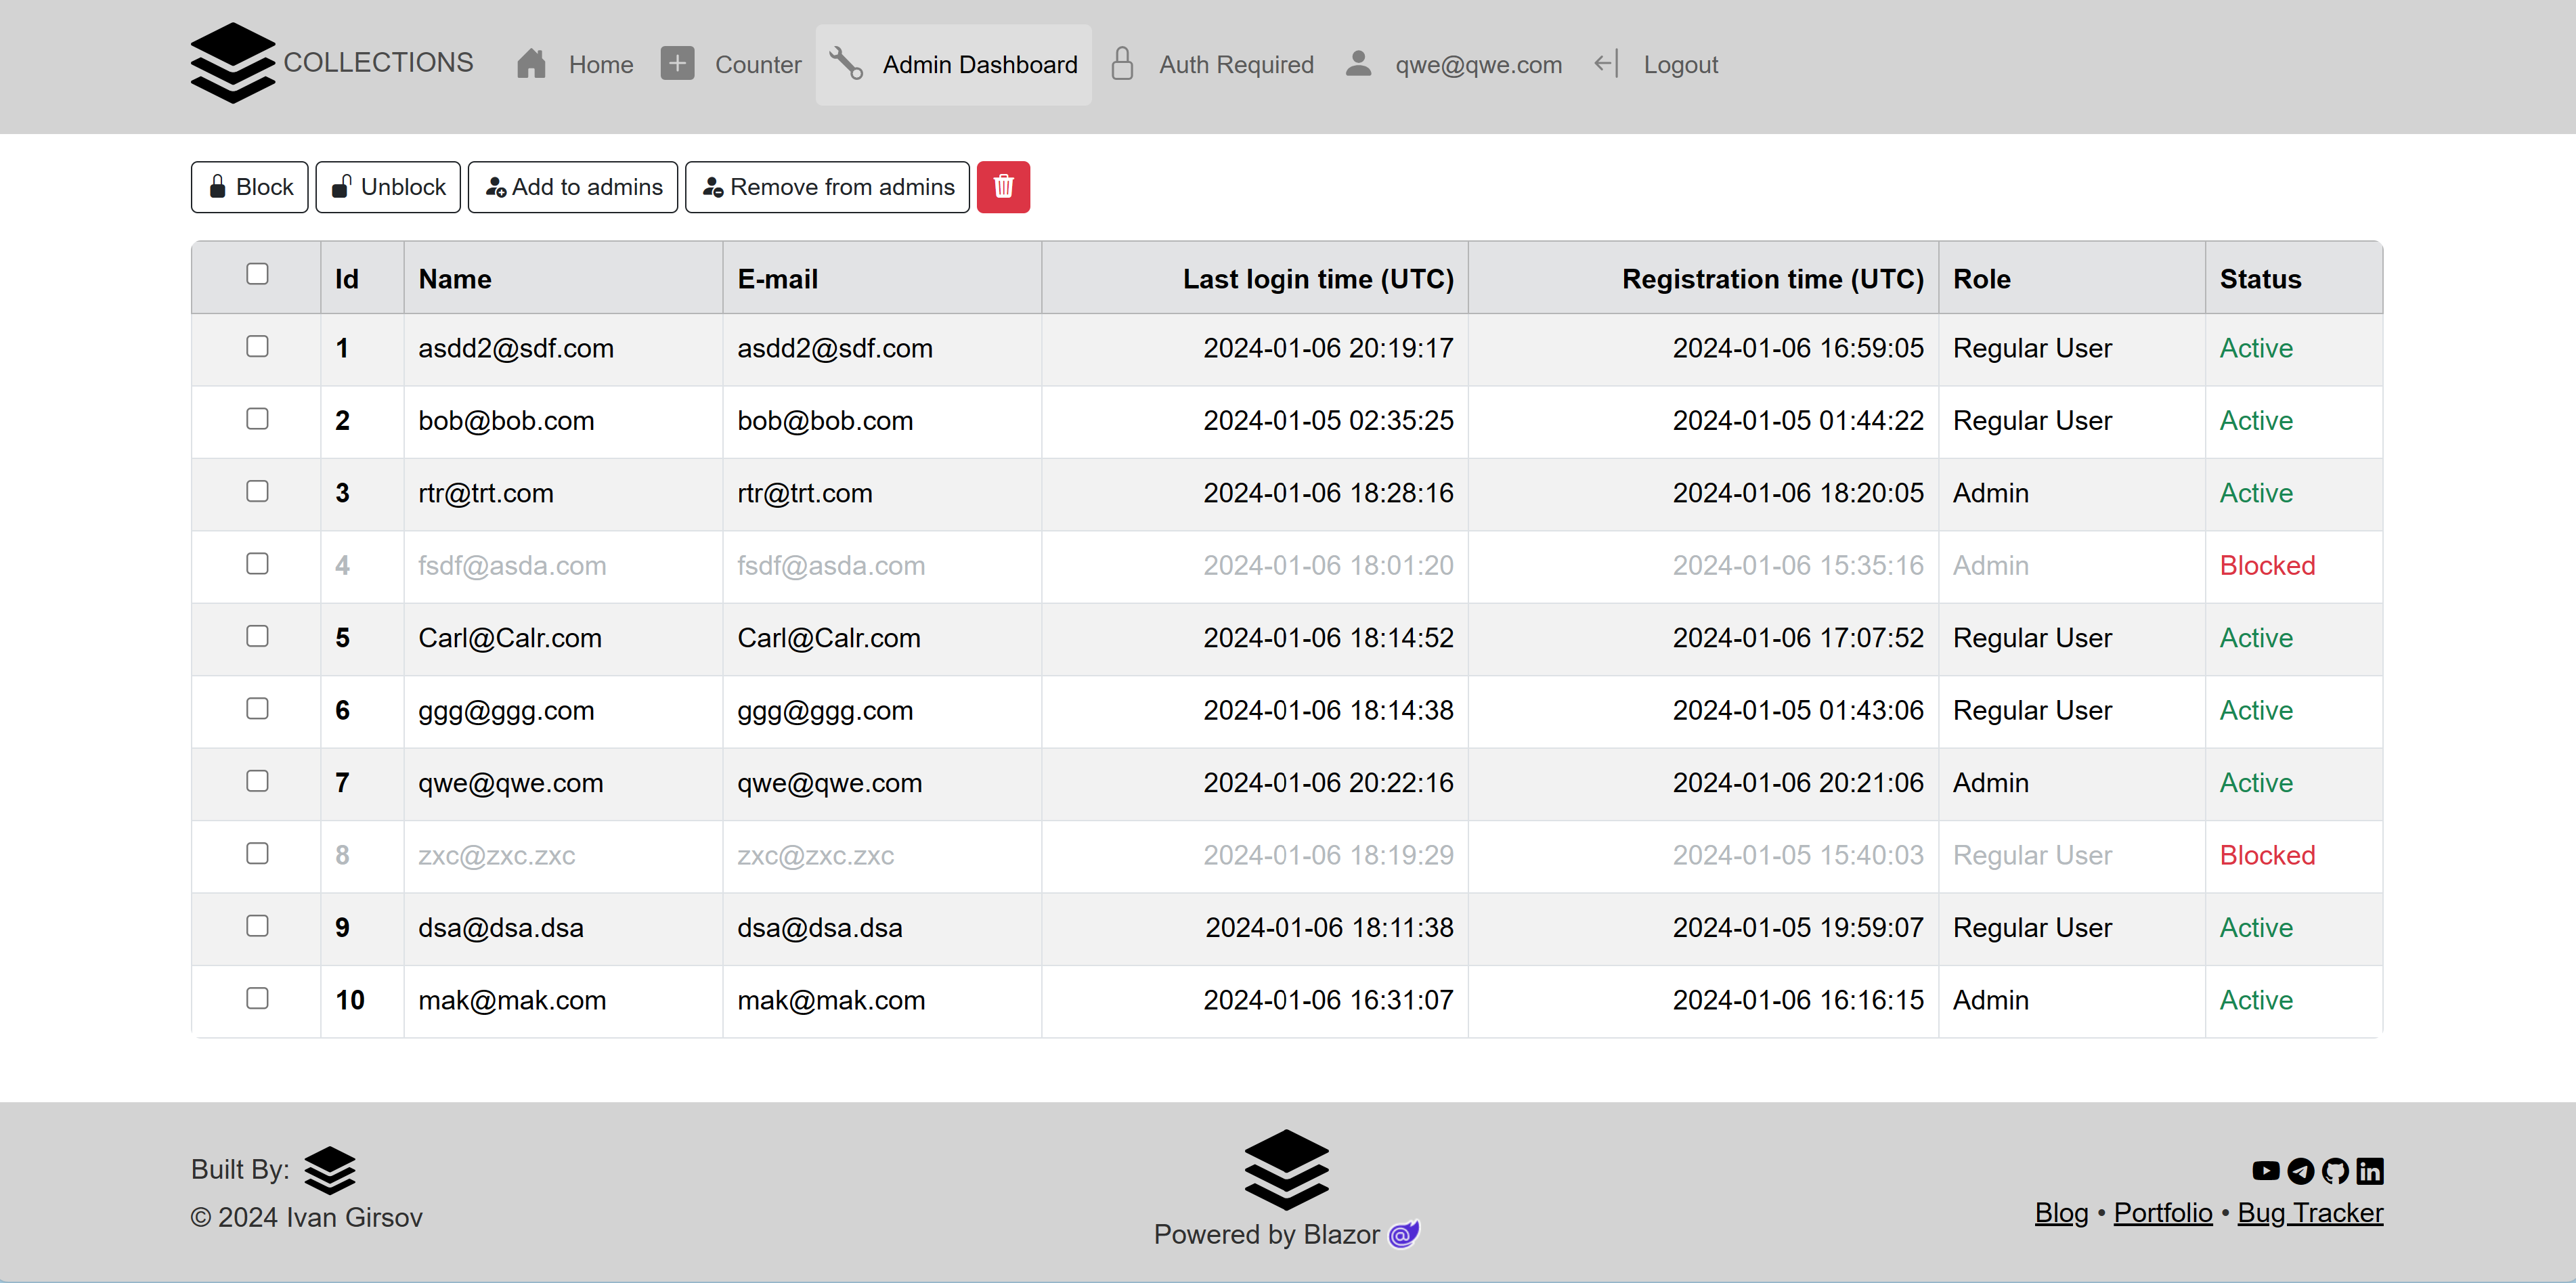 COLLECTIONS Home Counter Admin Dashboard Auth Required qwe@qwe.com Logout
Block Unblock Add to admins Remove from admins
Id Name E-mail Last login time (UTC) Registration time (UTC) Role Status
1 asdd2@sdf.com asdd2@sdf.com 2024-01-06 20:19:17 2024-01-06 16:59:05 Regular User Active
2 bob@bob.com bob@bob.com 2024-01-05 02:35:25 2024-01-05 01:44:22 Regular User Active
3 rtr@trt.com rtr@trt.com 2024-01-06 18:28:16 2024-01-06 18:20:05 Admin Active
4 fsdf@asda.com fsdf@asda.com 2024-01-06 18:01:20 2024-01-06 15:35:16 Admin Blocked
5 Carl@Calr.com Carl@Calr.com 2024-01-06 18:14:52 2024-01-06 17:07:52 Regular User Active
6 ggg@ggg.com ggg@ggg.com 2024-01-06 18:14:38 2024-01-05 01:43:06 Regular User Active
7 qwe@qwe.com qwe@qwe.com 2024-01-06 20:22:16 2024-01-06 20:21:06 Admin Active
8 zxc@zxc.zxc zxc@zxc.zxc 2024-01-06 18:19:29 2024-01-05 15:40:03 Regular User Blocked
9 dsa@dsa.dsa dsa@dsa.dsa 2024-01-06 18:11:38 2024-01-05 19:59:07 Regular User Active
10 mak@mak.com mak@mak.com 2024-01-06 16:31:07 2024-01-06 16:16:15 Admin Active
Built By:
© 2024 Ivan Girsov
Powered by Blazor
Blog • Portfolio • Bug Tracker